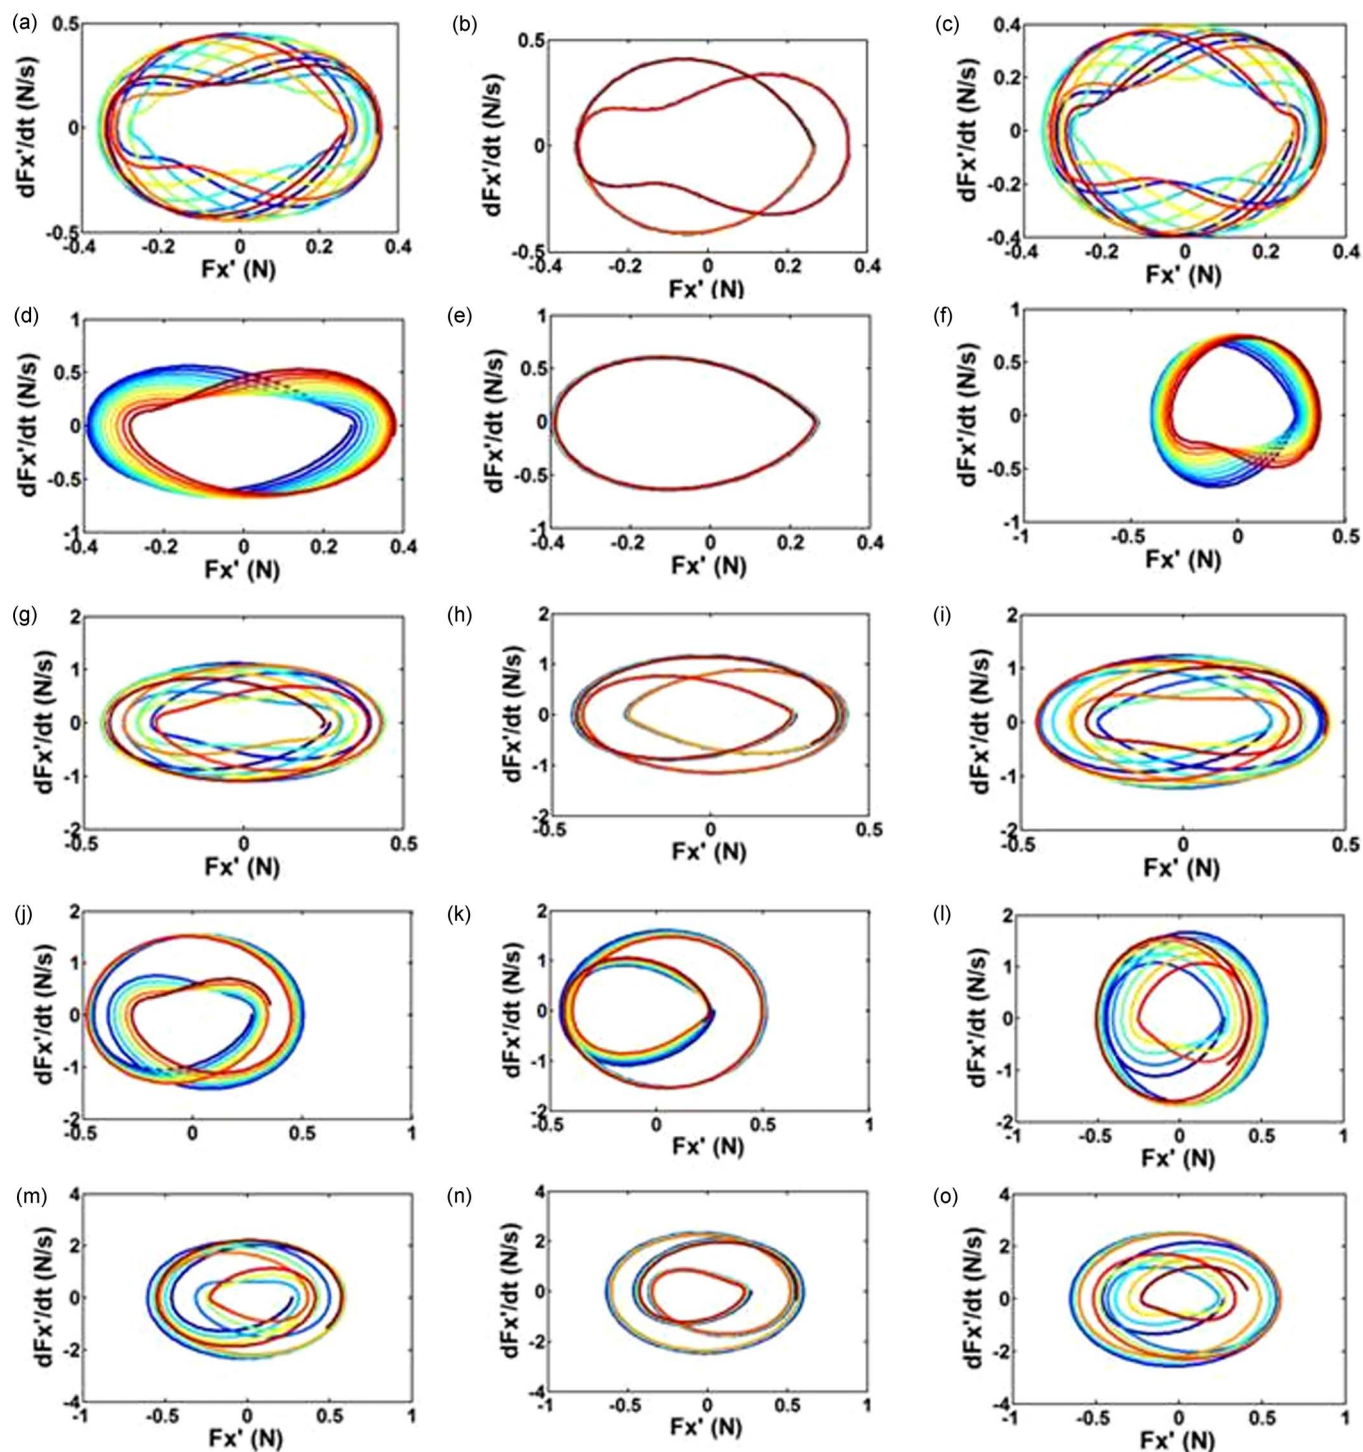 (a)
dFx'/dt (N/s)
0.5
0
-0.5
-0.4 -0.2 0 0.2 0.4
Fx' (N)
(b)
dFx'/dt (N/s)
0.5
0
-0.5
-0.4 -0.2 0 0.2 0.4
Fx' (N)
(c)
dFx'/dt (N/s)
0.4
0.2
0
-0.2
-0.4
-0.4 -0.2 0 0.2 0.4
Fx' (N)
(d)
dFx'/dt (N/s)
1
0.5
0
-0.5
-1
-0.4 -0.2 0 0.2 0.4
Fx' (N)
(e)
dFx'/dt (N/s)
1
0.5
0
-0.5
-1
-0.4 -0.2 0 0.2 0.4
Fx' (N)
(f)
dFx'/dt (N/s)
1
0.5
0
-0.5
-1
-1 -0.5 0 0.5
Fx' (N)
(g)
dFx'/dt (N/s)
2
1
0
-1
-2
-0.5 0 0.5
Fx' (N)
(h)
dFx'/dt (N/s)
2
1
0
-1
-2
-0.5 0 0.5
Fx' (N)
(i)
dFx'/dt (N/s)
2
1
0
-1
-2
-0.5 0 0.5
Fx' (N)
(j)
dFx'/dt (N/s)
2
1
0
-1
-2
-0.5 0 0.5 1
Fx' (N)
(k)
dFx'/dt (N/s)
2
1
0
-1
-2
-0.5 0 0.5 1
Fx' (N)
(l)
dFx'/dt (N/s)
2
1
0
-1
-2
-1 -0.5 0 0.5 1
Fx' (N)
(m)
dFx'/dt (N/s)
4
2
0
-2
-4
-1 -0.5 0 0.5 1
Fx' (N)
(n)
dFx'/dt (N/s)
4
2
0
-2
-4
-1 -0.5 0 0.5 1
Fx' (N)
(o)
dFx'/dt (N/s)
4
2
0
-2
-4
-1 -0.5 0 0.5 1
Fx' (N)